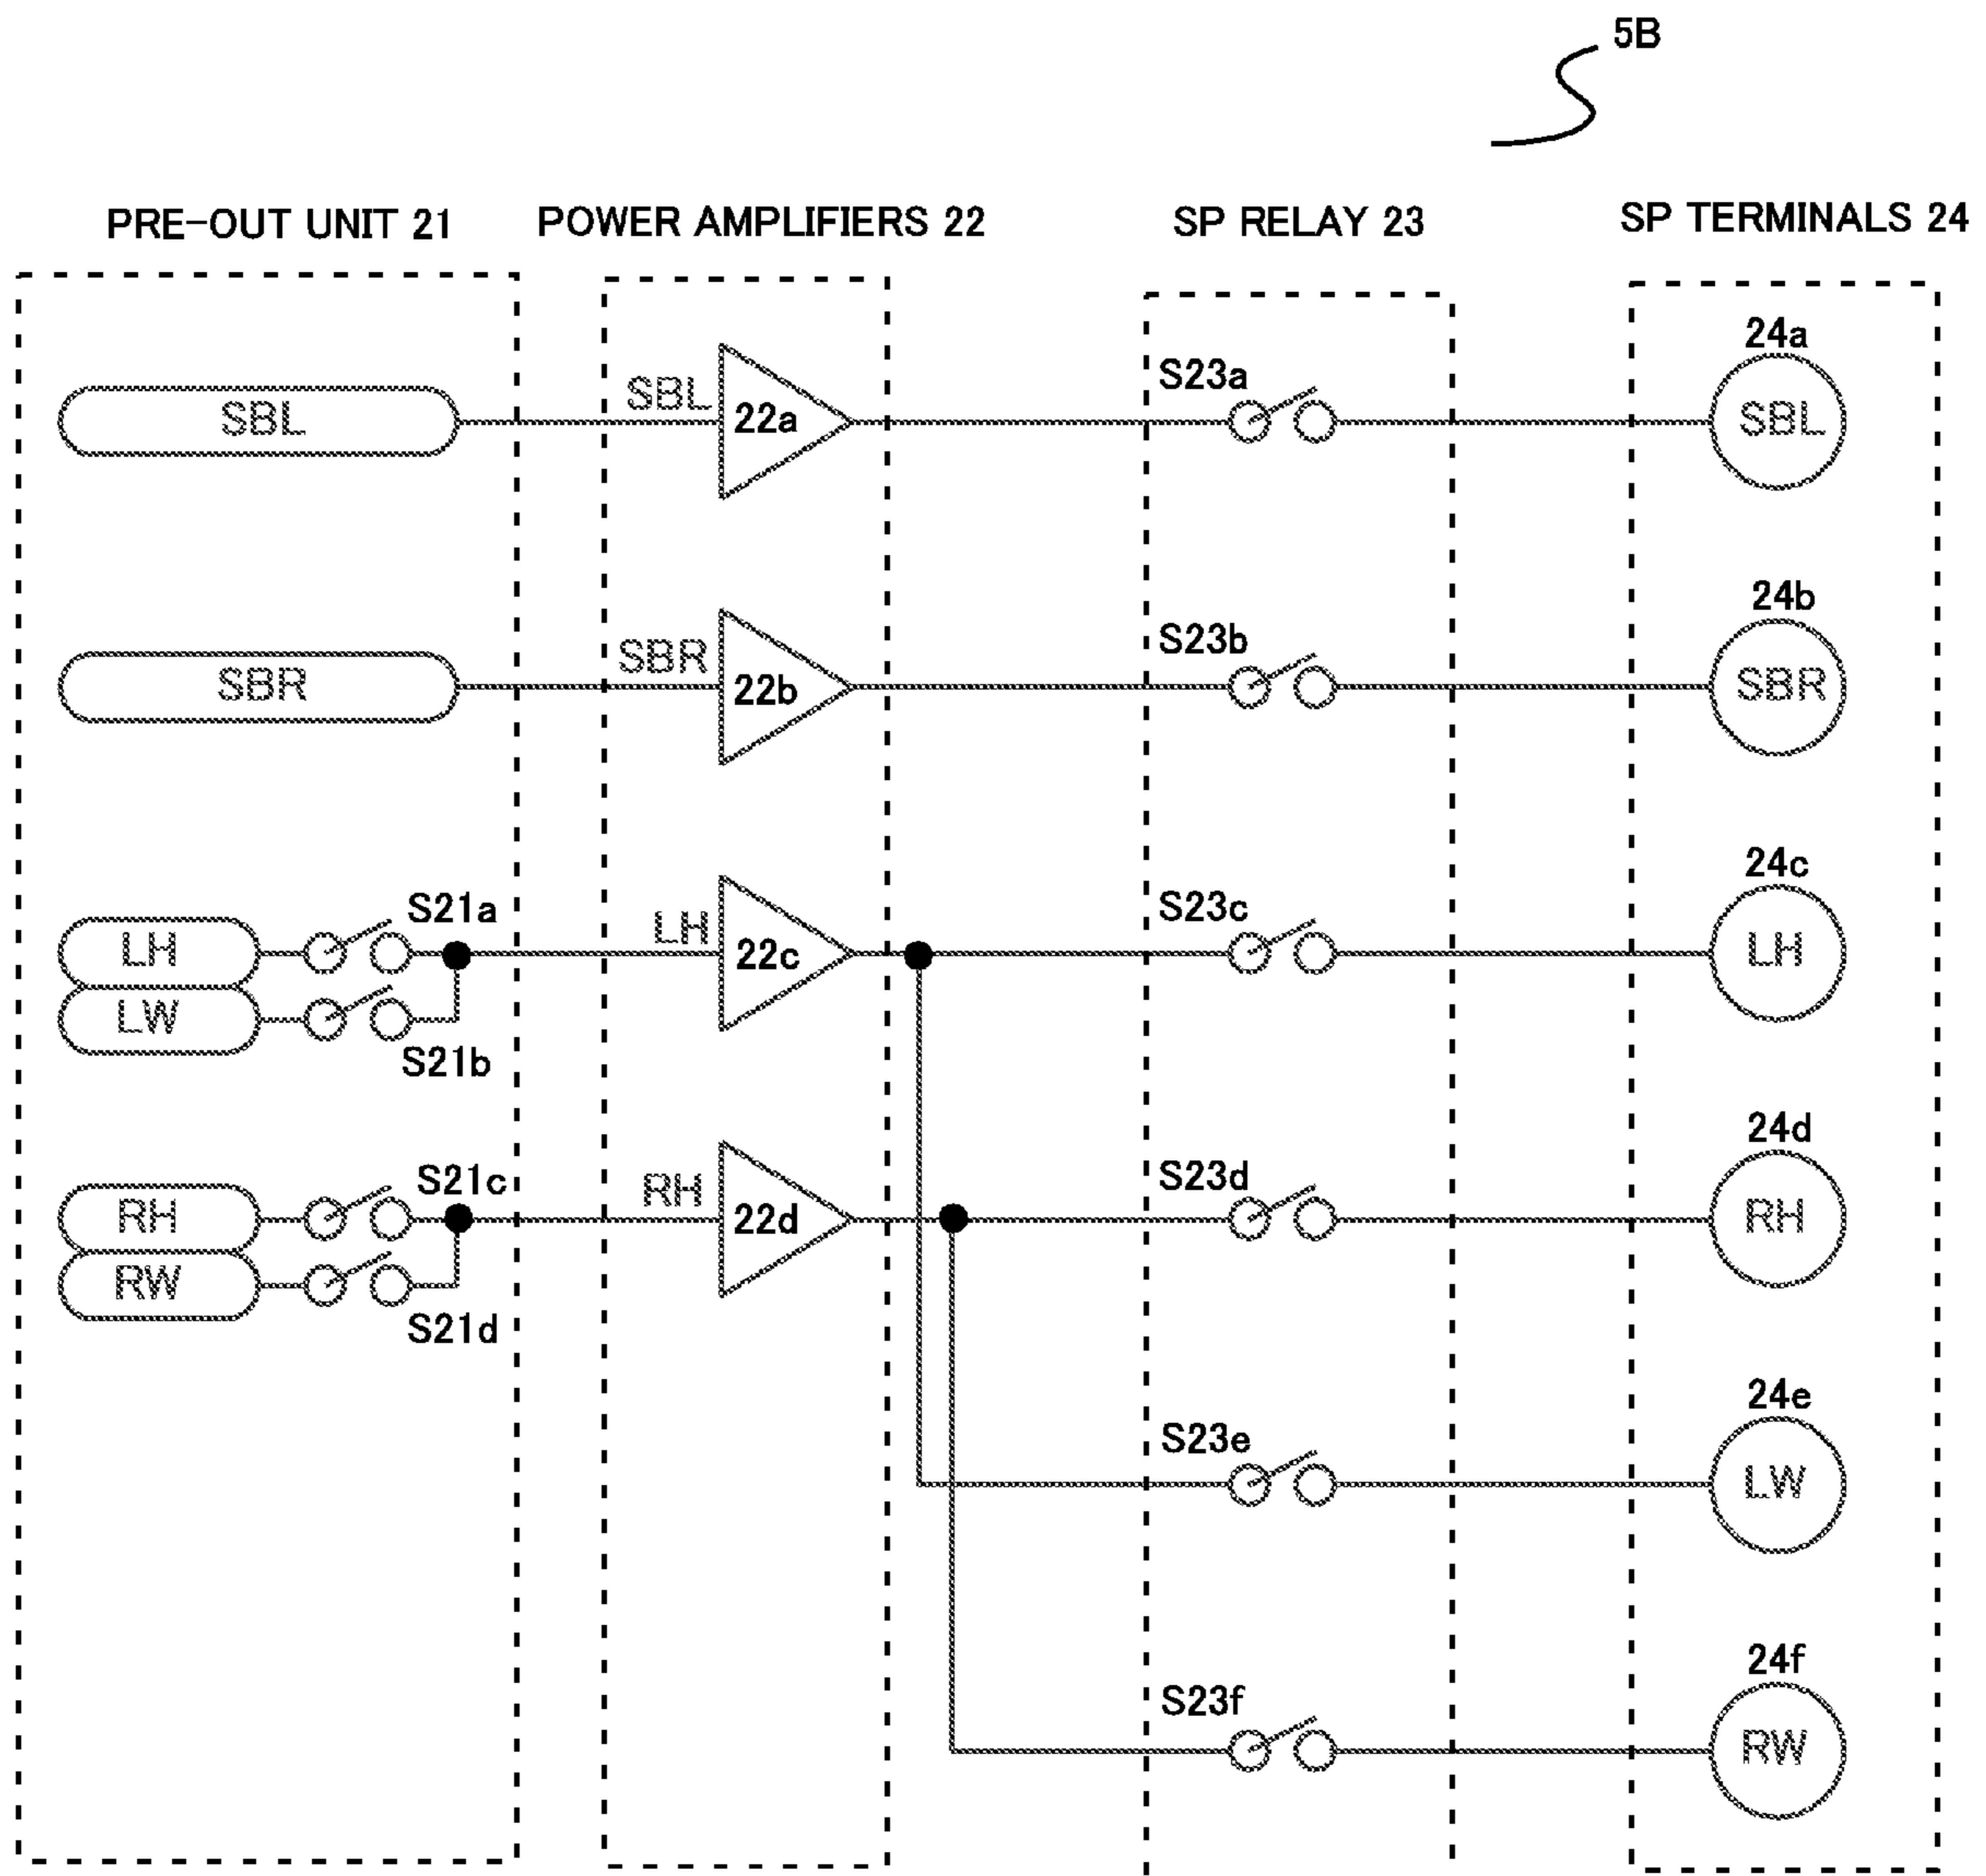 5B
PRE-OUT UNIT 21
POWER AMPLIFIERS 22
SP RELAY 23
SP TERMINALS 24
SBL
SBL
22a
S23a
24a
SBL
SBR
SBR
22b
S23b
24b
SBR
LH
S21a
LW
S21b
LH
22c
S23c
24c
LH
RH
S21c
RW
S21d
RH
22d
S23d
24d
RH
S23e
24e
LW
S23f
24f
RW